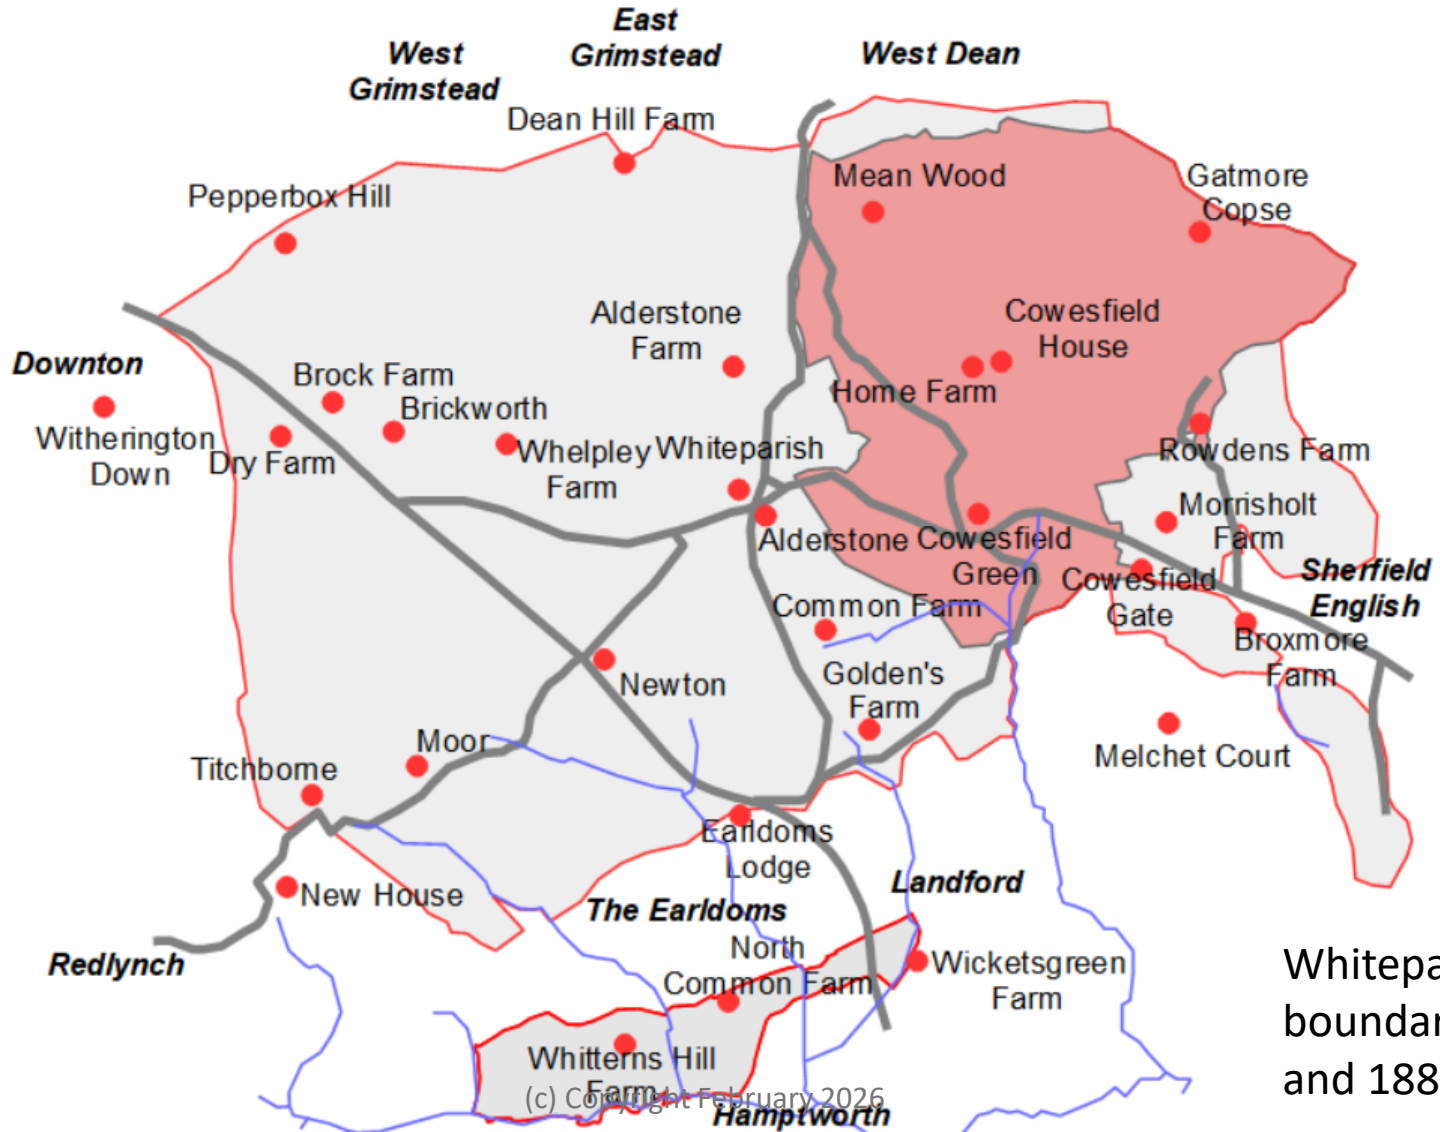 East
Grimstead
West
Grimstead
West Dean
Dean Hill Farm
Mean Wood
Gatmore
Copse
Pepperbox Hill
Alderstone
Farm
Cowesfield
House
Downton
Brock Farm
Home Farm
Brickworth
Witherington
Down
Dry Farm
Whelpley
Farm
Whiteparish
Rowdens Farm
Morrisholt
Farm
Alderstone
Cowesfield
Green
Cowesfield
Gate
Sherfield
English
Common Farm
Broxmore
Farm
Newton
Golden's
Farm
Moor
Melchet Court
Titchborne
Earldoms
Lodge
New House
Landford
The Earldoms
North
Common Farm
Redlynch
Wicketsgreen
Farm
Whitterns Hill
Farm
(c) Copyright February 2026
Hamptworth
and